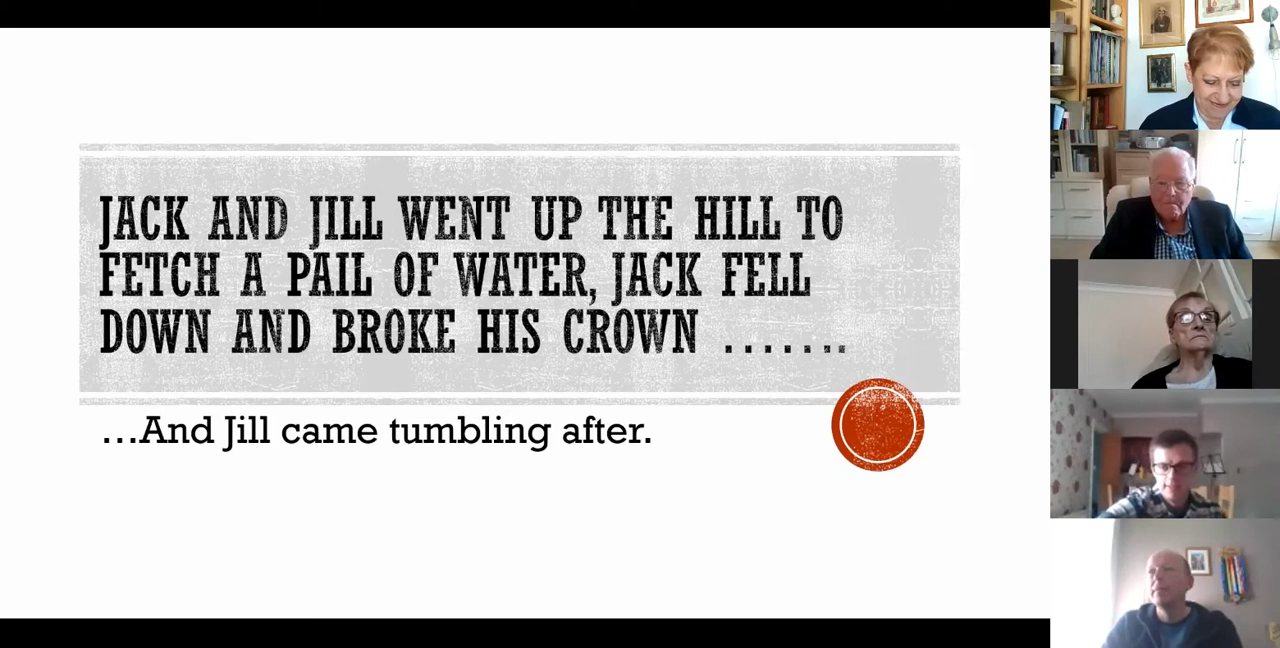 JACK AND JILL WENT UP THE HILL TO
FETCH A PAIL OF WATER, JACK FELL
DOWN AND BROKE HIS CROWN .......
...And Jill came tumbling after.